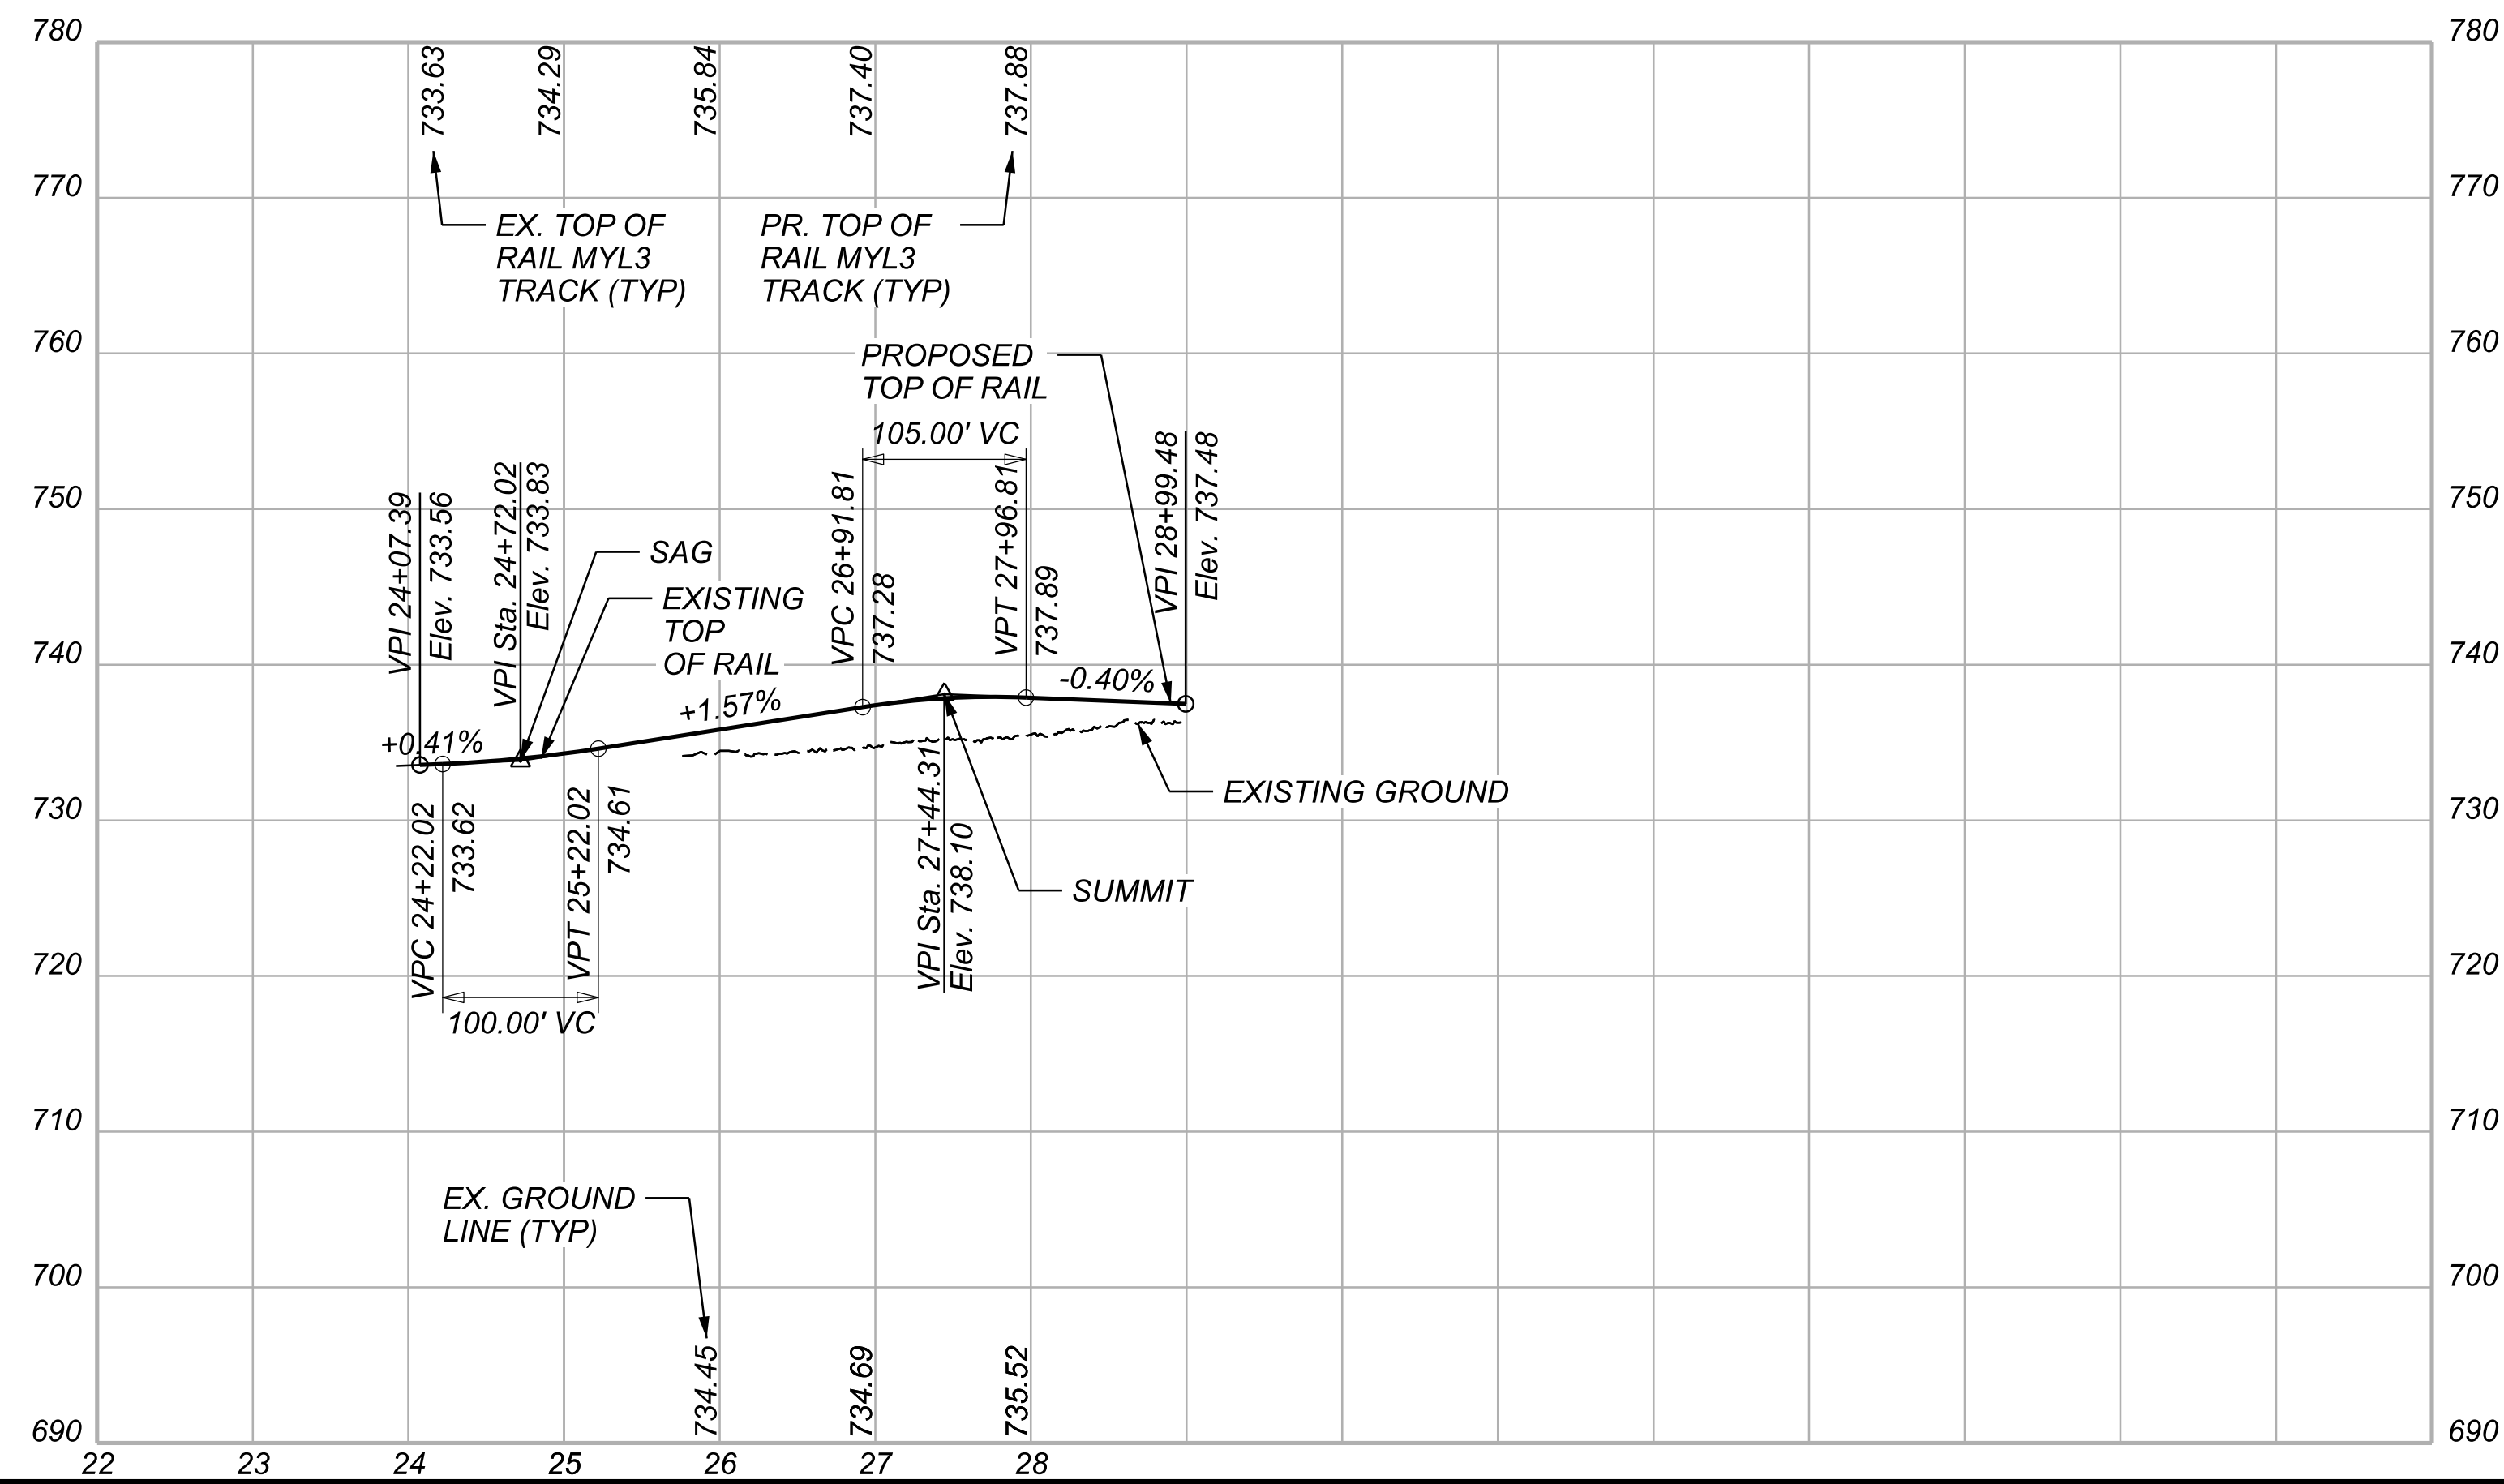 780
780
733.63
734.29
735.84
737.40
737.88
770
770
EX. TOP OF
RAIL MYL3
TRACK (TYP)
PR. TOP OF
RAIL MYL3
TRACK (TYP)
760
760
PROPOSED
TOP OF RAIL
105.00' VC
750
750
VPI 24+07.39
Elev. 733.56
VPI Sta. 24+72.02
Elev. 733.83
SAG
EXISTING
TOP
OF RAIL
VPC 26+91.81
737.28
VPT 27+96.81
737.89
VPI 28+99.48
Elev. 737.48
740
740
+0.41%
+1.57%
-0.40%
730
730
EXISTING GROUND
VPC 24+22.02
733.62
VPT 25+22.02
734.61
VPI Sta. 27+44.31
Elev. 738.10
SUMMIT
720
720
100.00' VC
710
710
EX. GROUND
LINE (TYP)
700
700
734.45
734.69
735.52
690
690
22
23
24
25
26
27
28